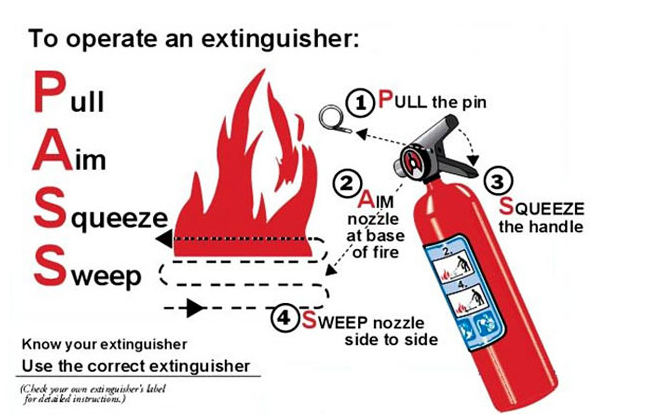 To operate an extinguisher:
Pull
Aim
Squeeze
Sweep
1 PULL the pin
2 AIM
nozzle
at base
of fire
3 SQUEEZE
the handle
4 SWEEP nozzle
side to side
2.
4.
Know your extinguisher
Use the correct extinguisher
(Check your own extinguisher's label
for detailed instructions.)